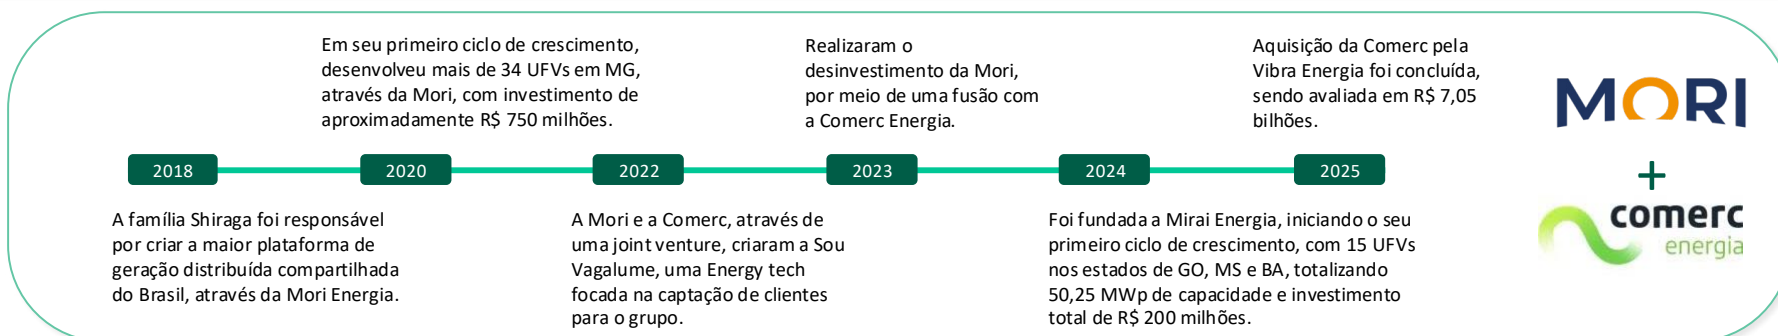 Em seu primeiro ciclo de crescimento,
desenvolveu mais de 34 UFVs em MG,
através da Mori, com investimento de
aproximadamente R$ 750 milhões.
Realizaram o
desinvestimento da Mori,
por meio de uma fusão com
a Comerc Energia.
Aquisição da Comerc pela
Vibra Energia foi concluída,
sendo avaliada em R$ 7,05
bilhões.
2018
2020
2022
2023
2024
2025
A família Shiraga foi responsável
por criar a maior plataforma de
geração distribuída compartilhada
do Brasil, através da Mori Energia.
A Mori e a Comerc, através de
uma joint venture, criaram a Sou
Vagalume, uma Energy tech
focada na captação de clientes
para o grupo.
Foi fundada a Mirai Energia, iniciando o seu
primeiro ciclo de crescimento, com 15 UFVs
nos estados de GO, MS e BA, totalizando
50,25 MWp de capacidade e investimento
total de R$ 200 milhões.
MORI
+
comerc
energia